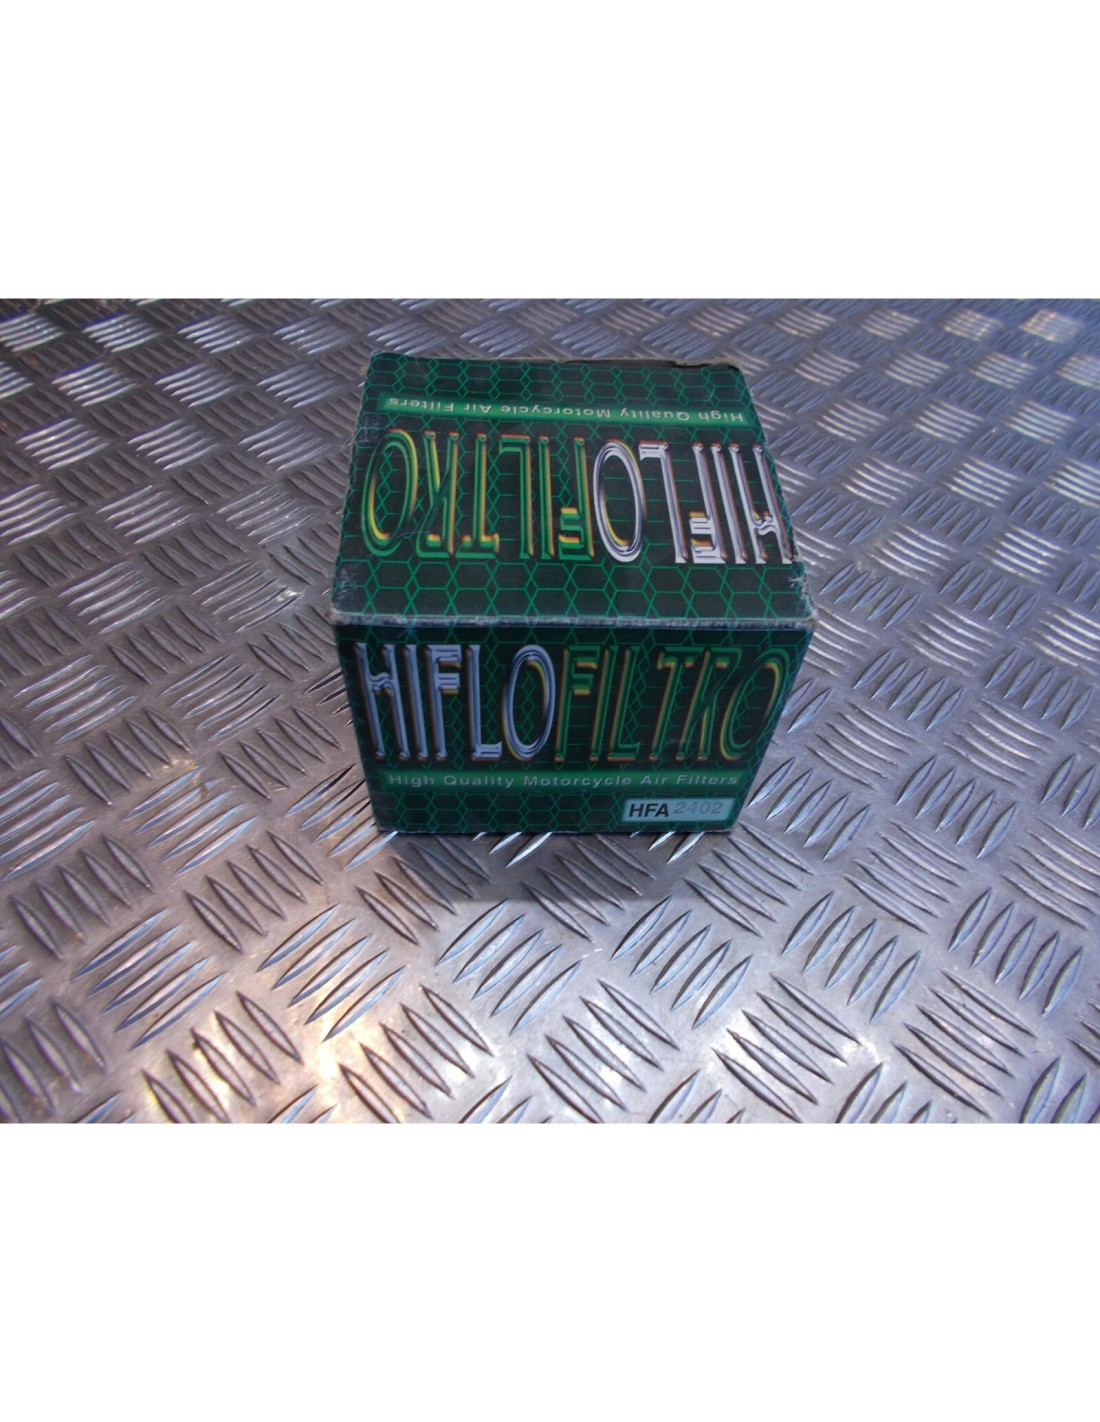 High Quality Motorcycle Air Filters
HIFLOFILTRO
HIFLOFILTRO
High Quality Motorcycle Air Filters
HFA 2402